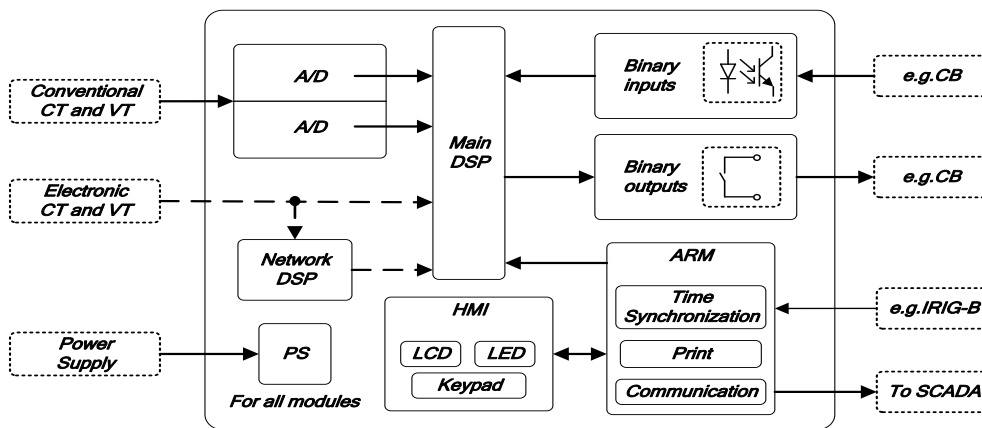 Conventional
CT and VT
Electronic
CT and VT
Power
Supply
A/D
A/D
Network
DSP
PS
For all modules
Main
DSP
Binary
inputs
Binary
outputs
HMI
LCD
LED
Keypad
ARM
Time
Synchronization
Print
Communication
e.g.CB
e.g.CB
e.g.IRIG-B
To SCADA